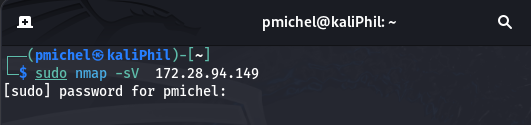 pmichel@kaliPhil: ~
┌──(pmichel㉿kaliPhil)-[~]
└─$ sudo nmap -sV  172.28.94.149
[sudo] password for pmichel: